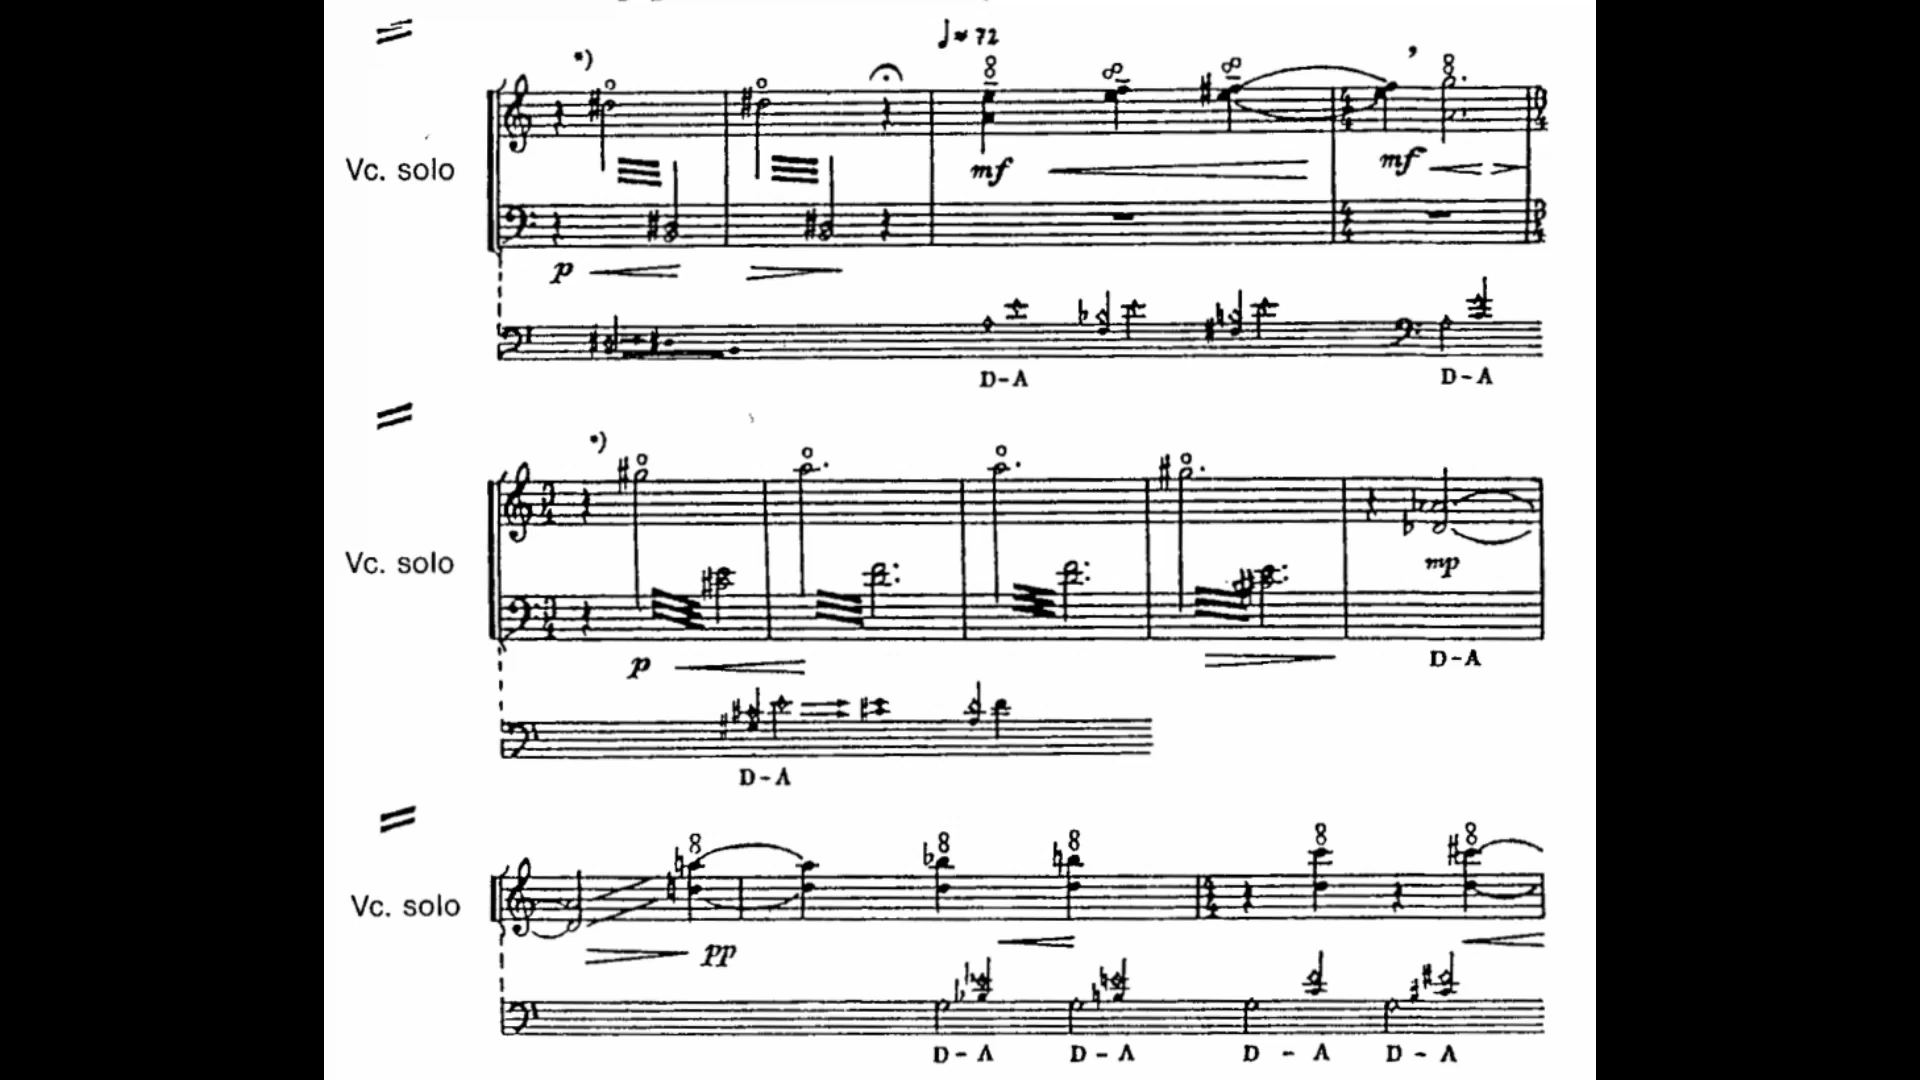 *)
♩ ≈ 72
Vc. solo
mf
mf
p
D-A
D-A
*)
Vc. solo
mp
p
D-A
D-A
Vc. solo
pp
D-A
D-A
D - A
D - A